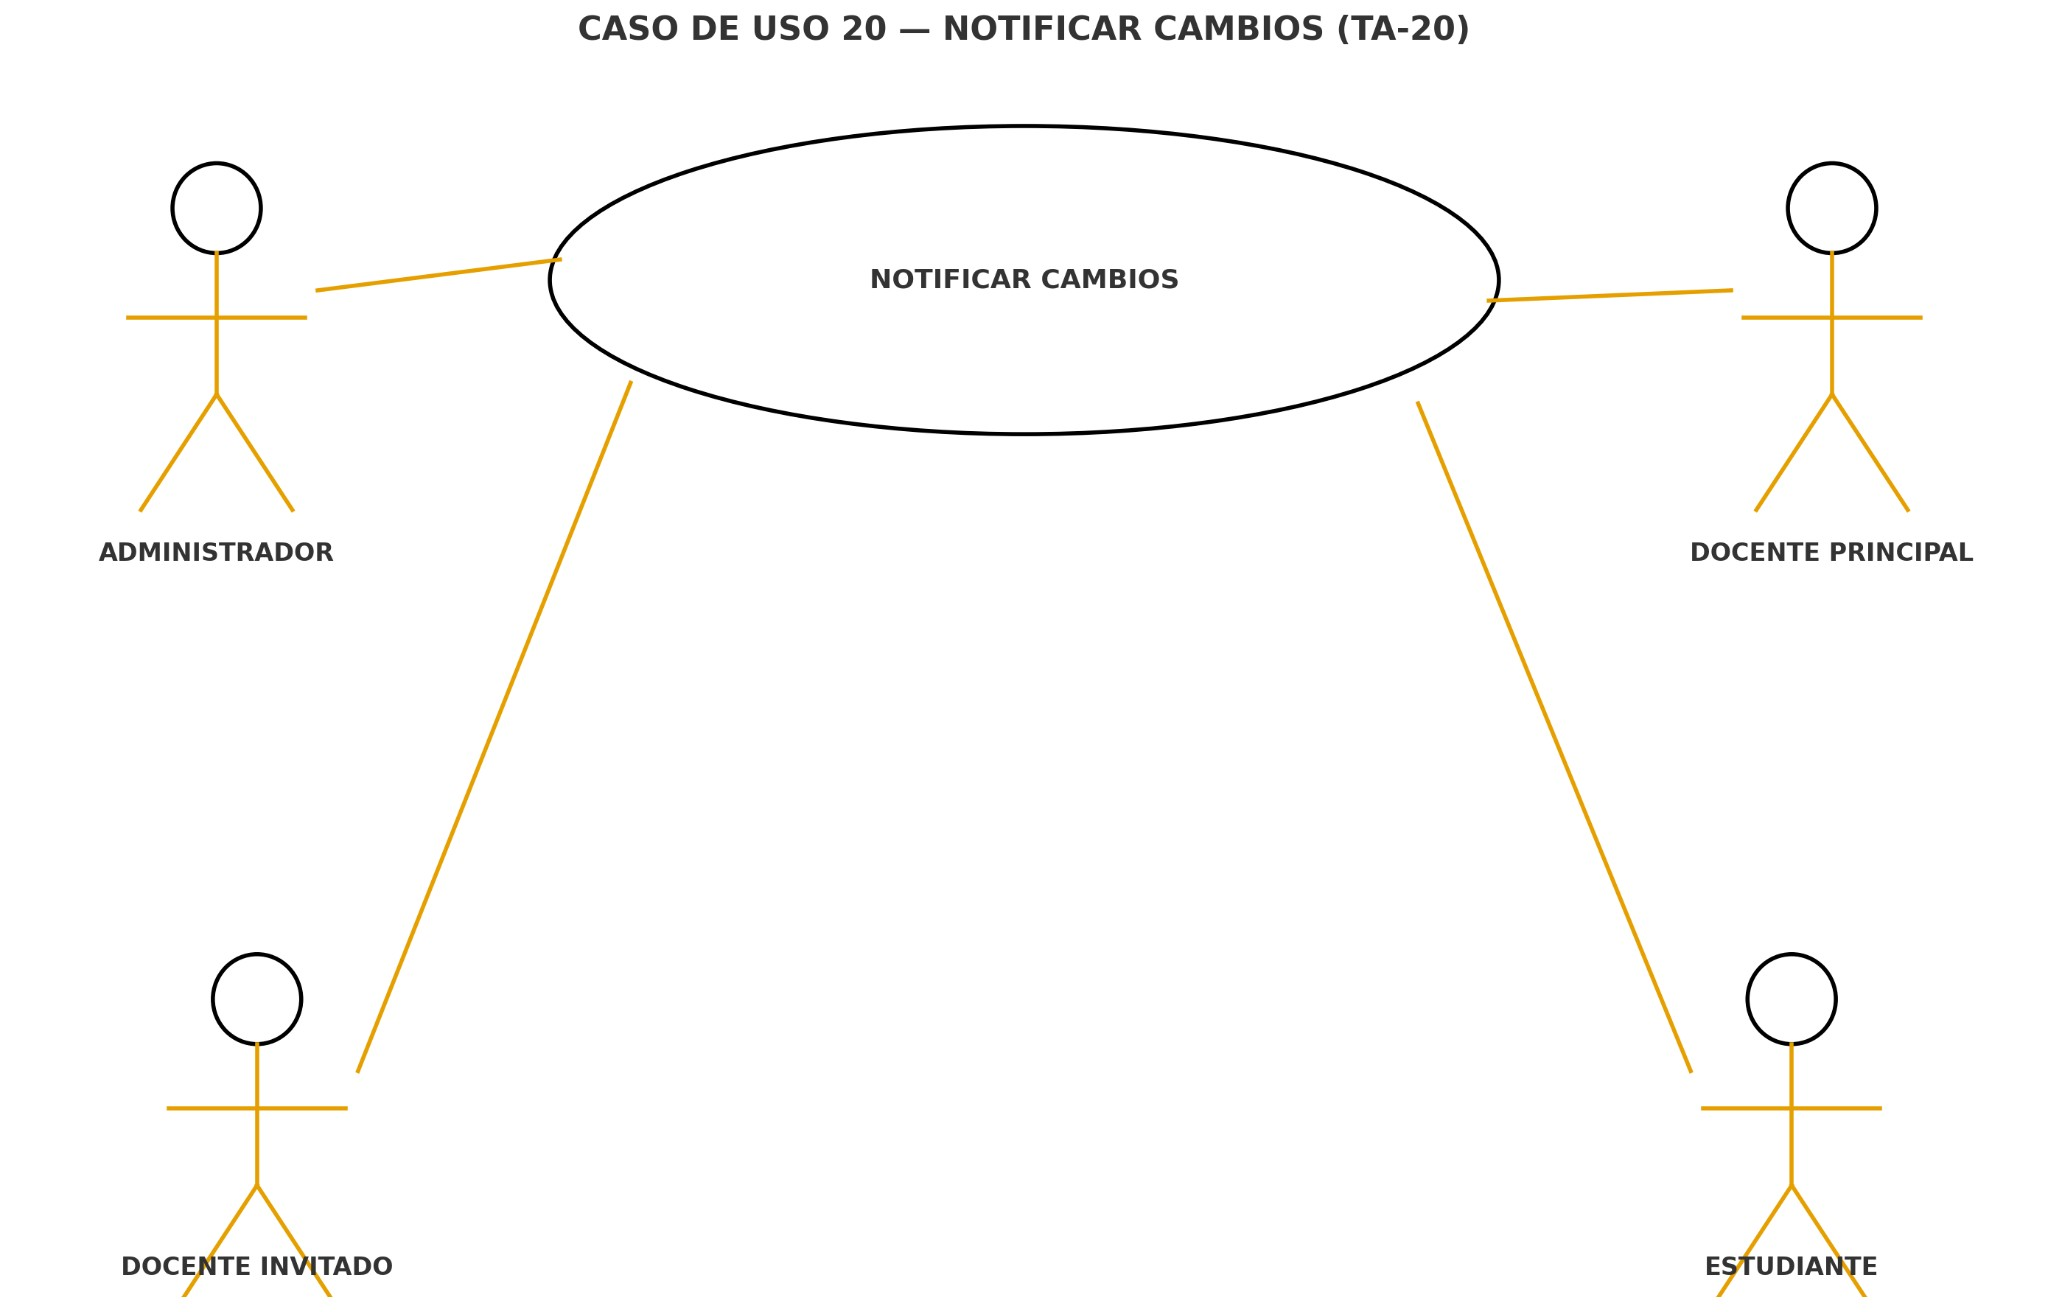 CASO DE USO 20 — NOTIFICAR CAMBIOS (TA-20)
NOTIFICAR CAMBIOS
ADMINISTRADOR
DOCENTE PRINCIPAL
DOCENTE INVITADO
ESTUDIANTE